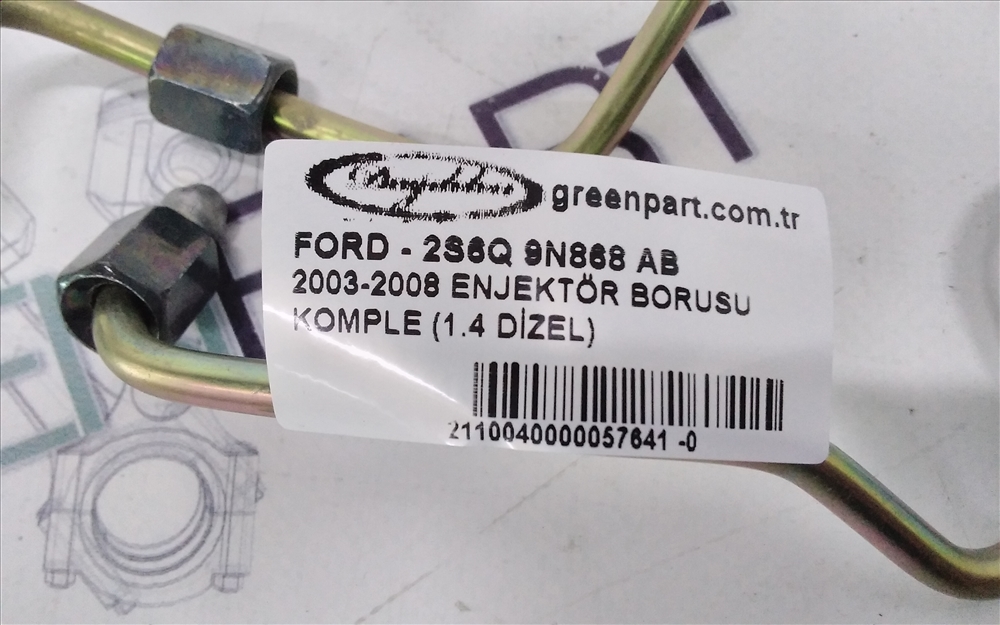 greenpart.com.tr
FORD - 2S6Q 9N868 AB
2003-2008 ENJEKTÖR BORUSU
KOMPLE (1.4 DİZEL)
2110040000057641 -0